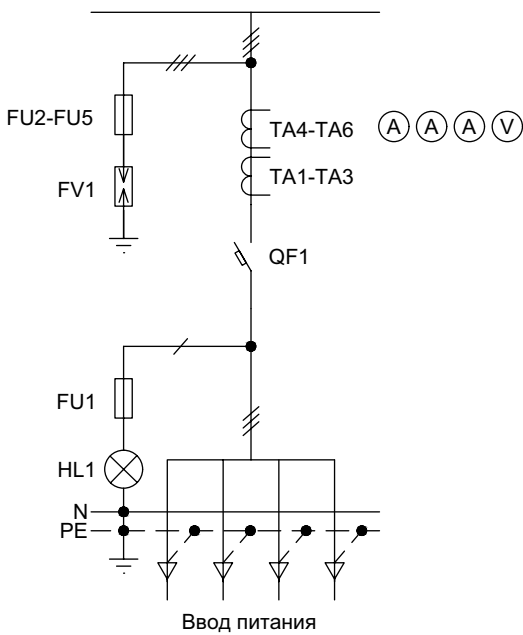 FU2-FU5
TA4-TA6
A A A V
FV1
TA1-TA3
QF1
FU1
HL1
N
PE
Ввод питания